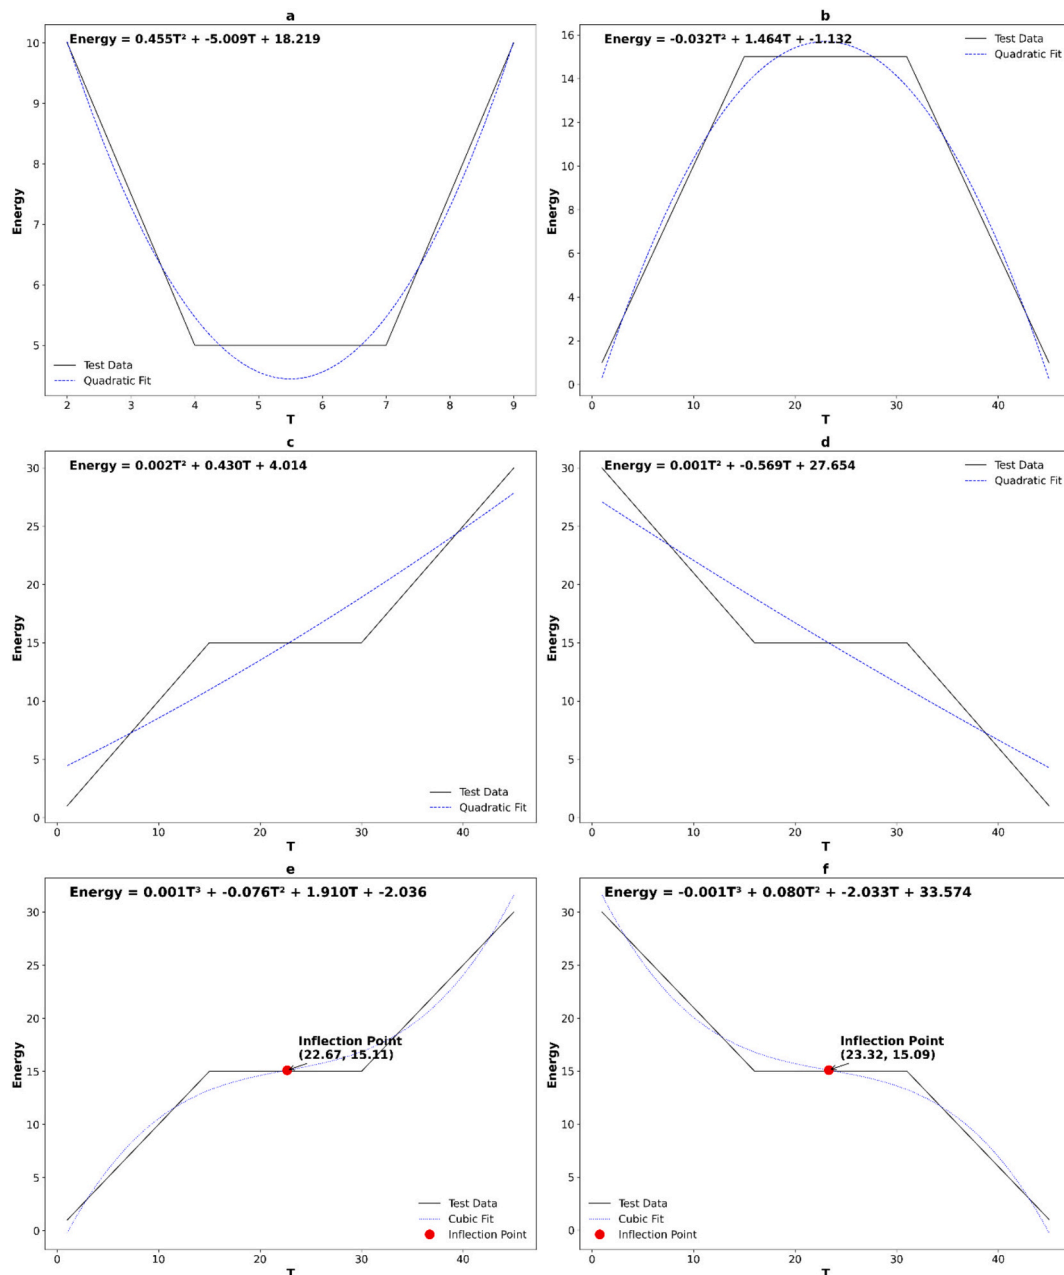 a
Energy = 0.455T² + -5.009T + 18.219
10
9
8
7
6
5
Energy
Test Data
Quadratic Fit
2 3 4 5 6 7 8 9
T
b
Energy = -0.032T² + 1.464T + -1.132
Test Data
Quadratic Fit
16
14
12
10
8
6
4
2
0
Energy
0 10 20 30 40
T
c
Energy = 0.002T² + 0.430T + 4.014
30
25
20
15
10
5
0
Energy
Test Data
Quadratic Fit
0 10 20 30 40
T
d
Energy = 0.001T² + -0.569T + 27.654
Test Data
Quadratic Fit
30
25
20
15
10
5
0
Energy
0 10 20 30 40
T
e
Energy = 0.001T³ + -0.076T² + 1.910T + -2.036
30
25
20
15
10
5
0
Energy
Inflection Point
(22.67, 15.11)
Test Data
Cubic Fit
Inflection Point
0 10 20 30 40
T
f
Energy = -0.001T³ + 0.080T² + -2.033T + 33.574
30
25
20
15
10
5
0
Energy
Inflection Point
(23.32, 15.09)
Test Data
Cubic Fit
Inflection Point
0 10 20 30 40
T